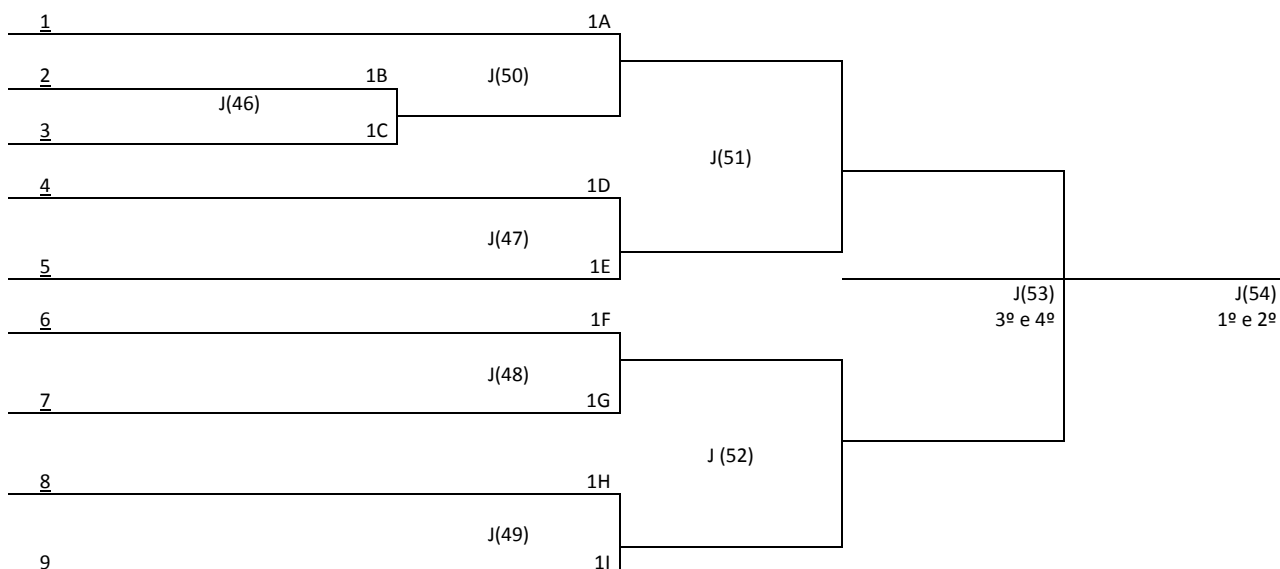 1 1A
2 1B J(50)
J(46)
3 1C
J(51)
4 1D
J(47)
5 1E
J(53) J(54)
6 1F 3º e 4º 1º e 2º
J(48)
7 1G
J (52)
8 1H
J(49)
9 1I